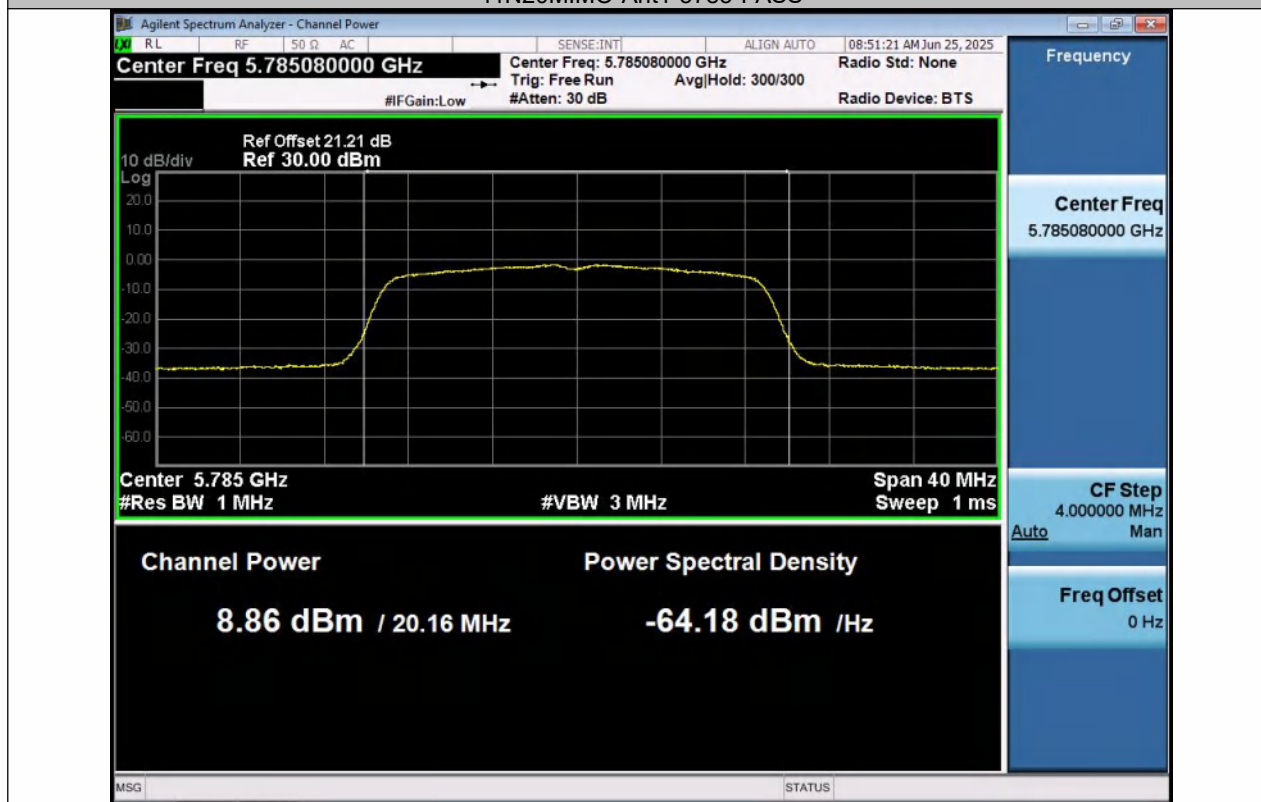 11N20MIMO-Ant1-5785-PASS
Agilent Spectrum Analyzer - Channel Power
LXI RL RF 50 Ω AC SENSE:INT ALIGN AUTO 08:51:21 AM Jun 25, 2025
Center Freq 5.785080000 GHz
Center Freq: 5.785080000 GHz
Radio Std: None
Trig: Free Run Avg|Hold: 300/300
#IFGain:Low
#Atten: 30 dB
Radio Device: BTS
Ref Offset 21.21 dB
10 dB/div Ref 30.00 dBm
Log
20.0
10.0
0.00
-10.0
-20.0
-30.0
-40.0
-50.0
-60.0
Center 5.785 GHz Span 40 MHz
#Res BW 1 MHz #VBW 3 MHz Sweep 1 ms
Channel Power Power Spectral Density
8.86 dBm / 20.16 MHz -64.18 dBm /Hz
MSG STATUS
Frequency
Center Freq
5.785080000 GHz
CF Step
4.000000 MHz
Auto Man
Freq Offset
0 Hz